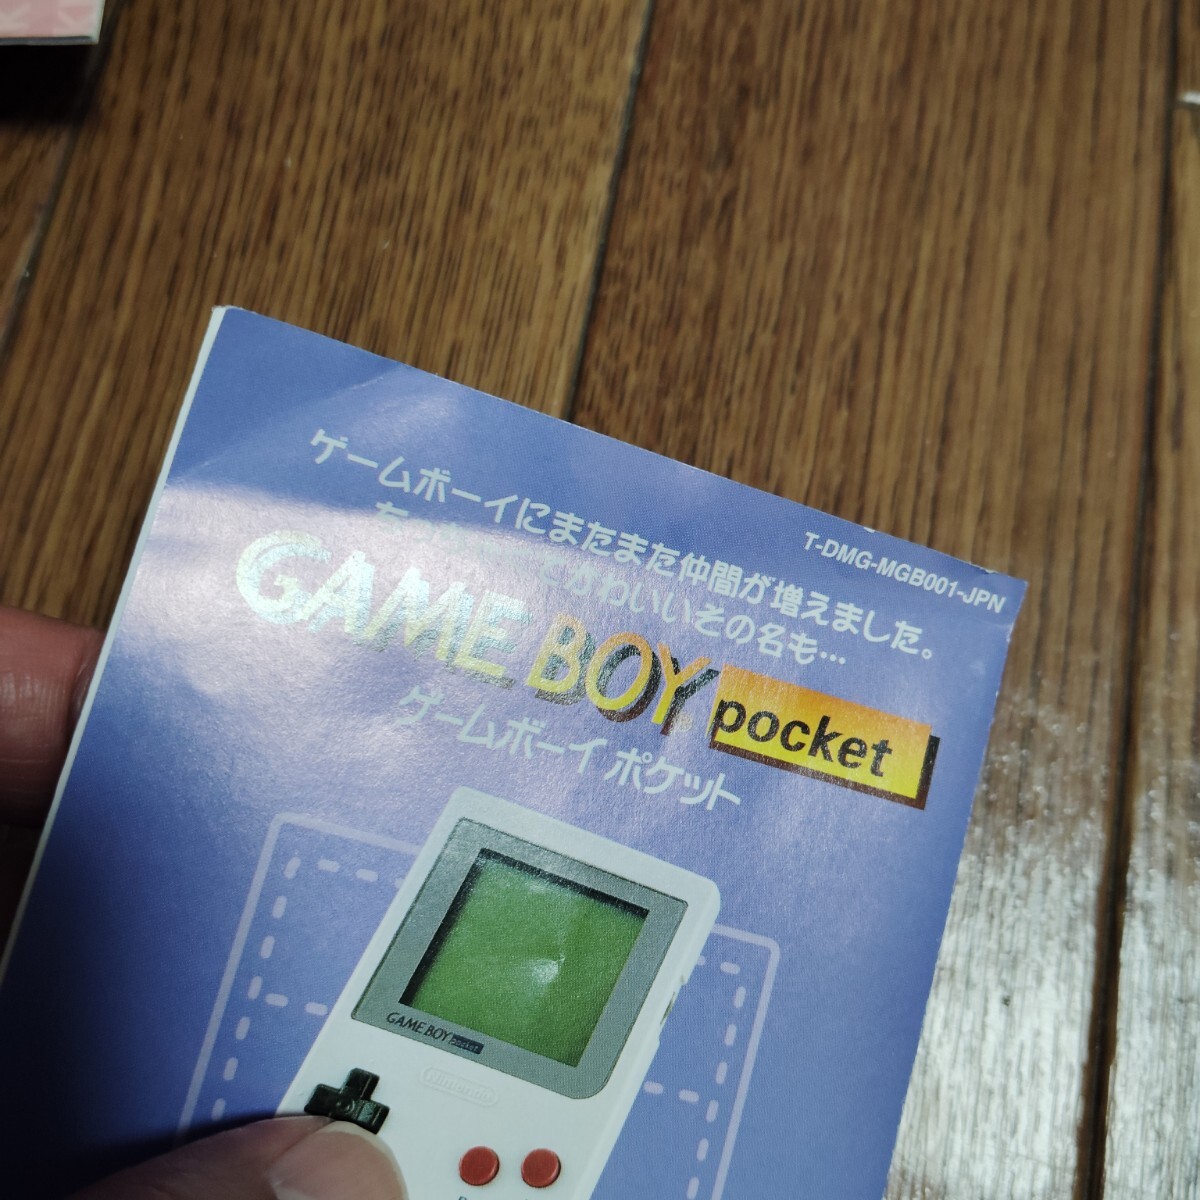 T-DMG-MGB001-JPN
ゲームボーイにまたまた仲間が増えました。
かわいいその名も…
GAME BOY pocket
ゲームボーイ ポケット
GAME BOY pocket
Nintendo